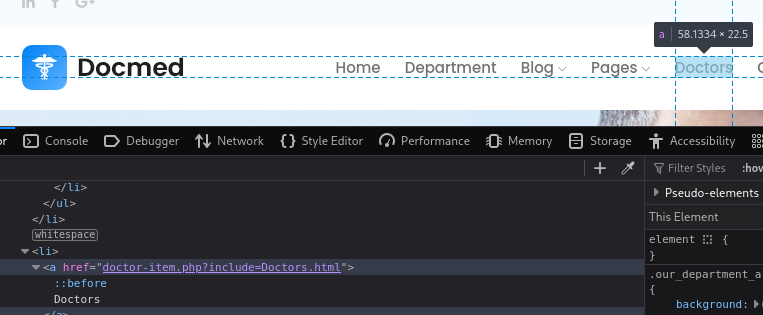 in f G+
a 58.1334 × 22.5
Docmed Home Department Blog Pages Doctors
Console Debugger Network Style Editor Performance Memory Storage Accessibility
+ Filter Styles :hov
</li> Pseudo-elements
</ul>
</li> This Element
whitespace element {
<li> }
<a href="doctor-item.php?include=Doctors.html"> .our_department_a
::before {
Doctors background:
</a>